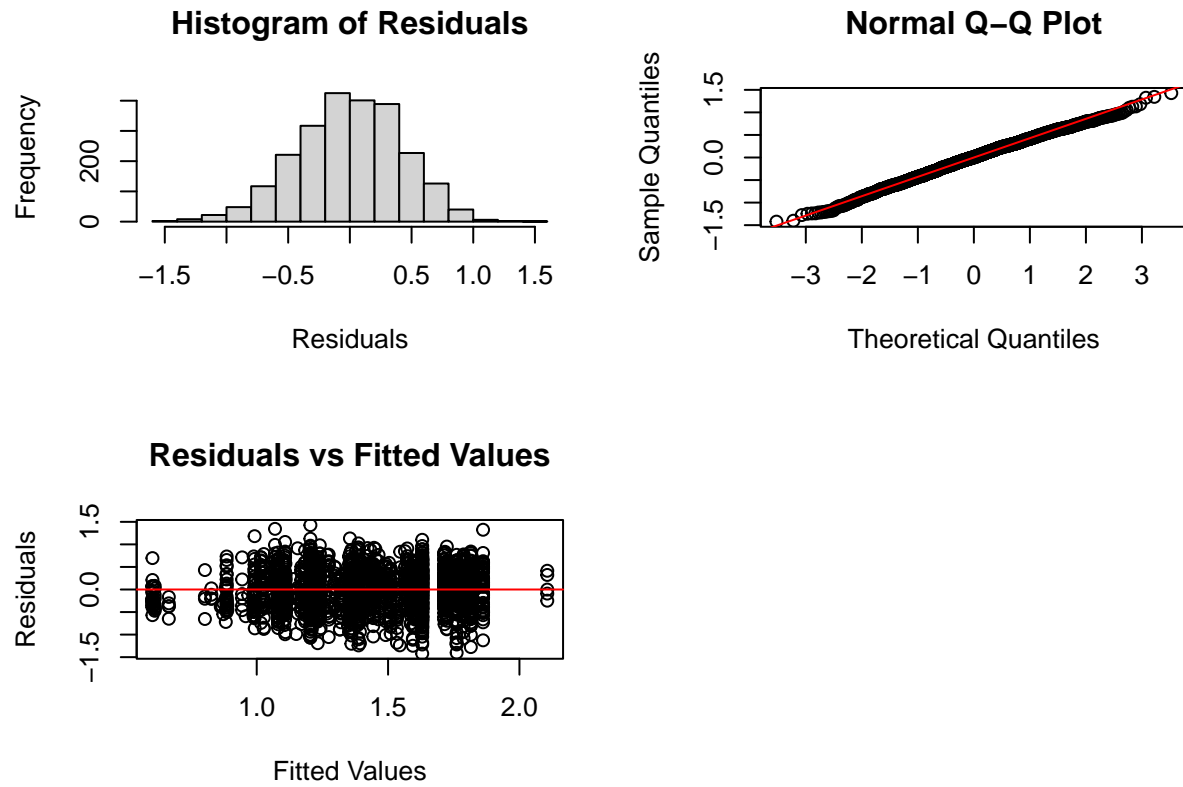 Histogram of Residuals
Frequency
0 200
−1.5 −0.5 0.5 1.0 1.5
Residuals
Normal Q−Q Plot
Sample Quantiles
−1.5 0.0 1.5
−3 −2 −1 0 1 2 3
Theoretical Quantiles
Residuals vs Fitted Values
Residuals
−1.5 0.0 1.5
1.0 1.5 2.0
Fitted Values